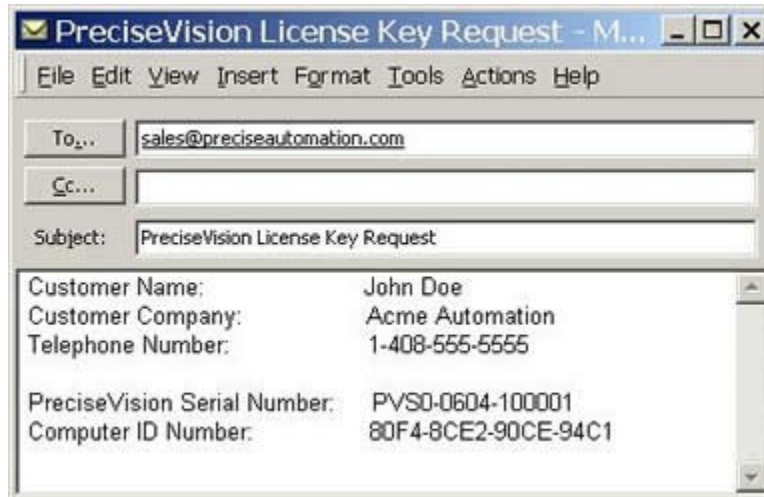 PreciseVision License Key Request - M...
File Edit View Insert Format Tools Actions Help
To... sales@preciseautomation.com
Cc...
Subject: PreciseVision License Key Request
Customer Name: John Doe
Customer Company: Acme Automation
Telephone Number: 1-408-555-5555
PreciseVision Serial Number: PVS0-0604-100001
Computer ID Number: 80F4-8CE2-90CE-94C1